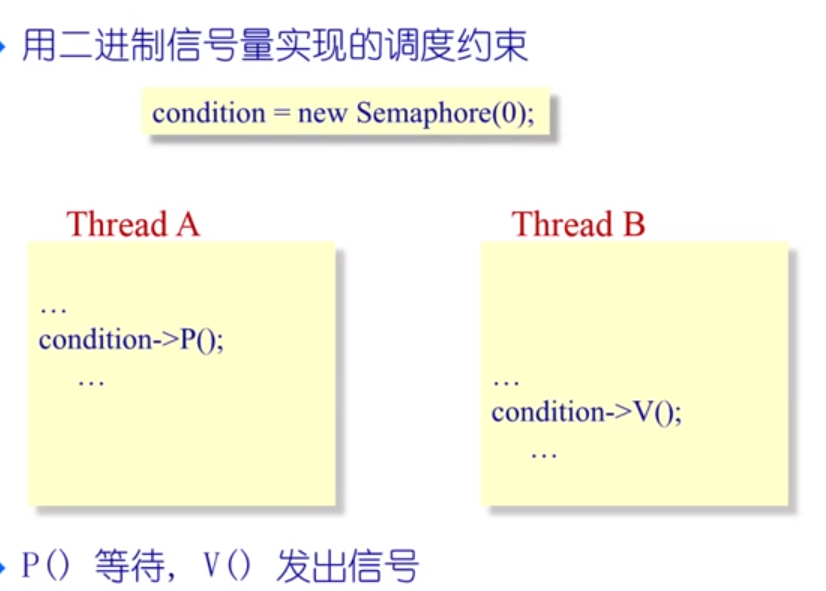 用二进制信号量实现的调度约束
condition = new Semaphore(0);
Thread A
…
condition->P();
…
Thread B
…
condition->V();
…
P() 等待, V() 发出信号